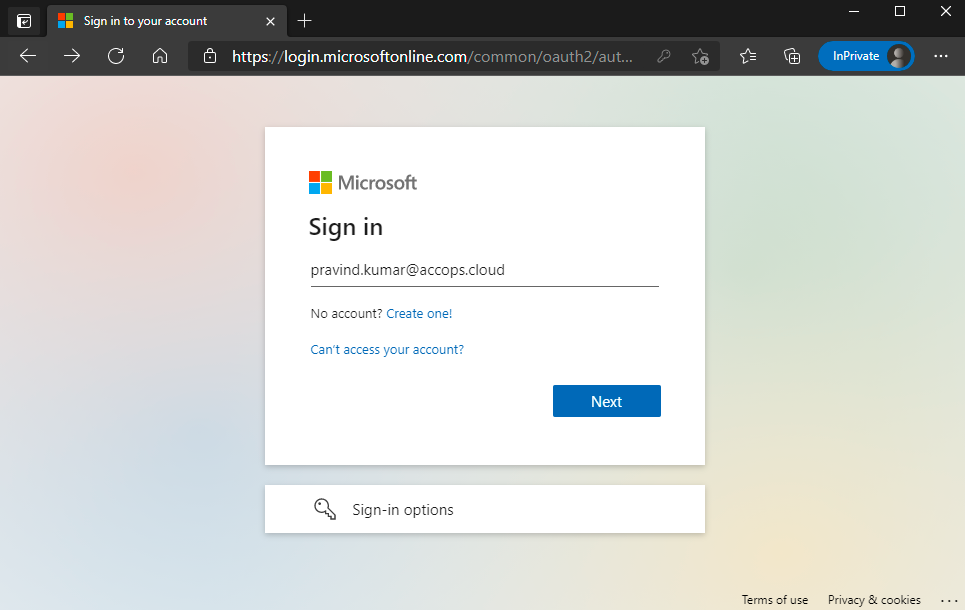 Sign in to your account
https://login.microsoftonline.com/common/oauth2/aut...
InPrivate
Microsoft
Sign in
pravind.kumar@accops.cloud
No account? Create one!
Can't access your account?
Next
Sign-in options
Terms of use Privacy & cookies ...